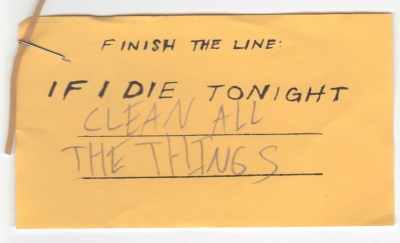 FINISH THE LINE:
IF I DIE TONIGHT
CLEAN ALL
THE THINGS